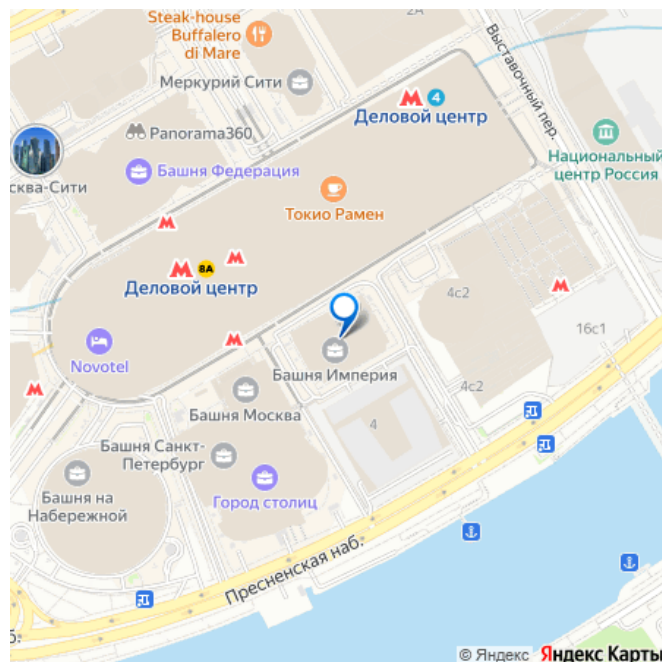 Steak-house
Buffalero
di Mare
2А
Меркурий Сити
4
Деловой центр
Выставочный пер.
Panorama360
Национальный
центр Россия
сква-Сити
Башня Федерация
Токио Рамен
8А
Деловой центр
4с2
16с1
Novotel
Башня Империя
4с2
Башня Москва
4
Башня Санкт-
Петербург
Башня на
Набережной
Город столиц
Пресненская наб.
б.
© Яндекс Яндекс Карты